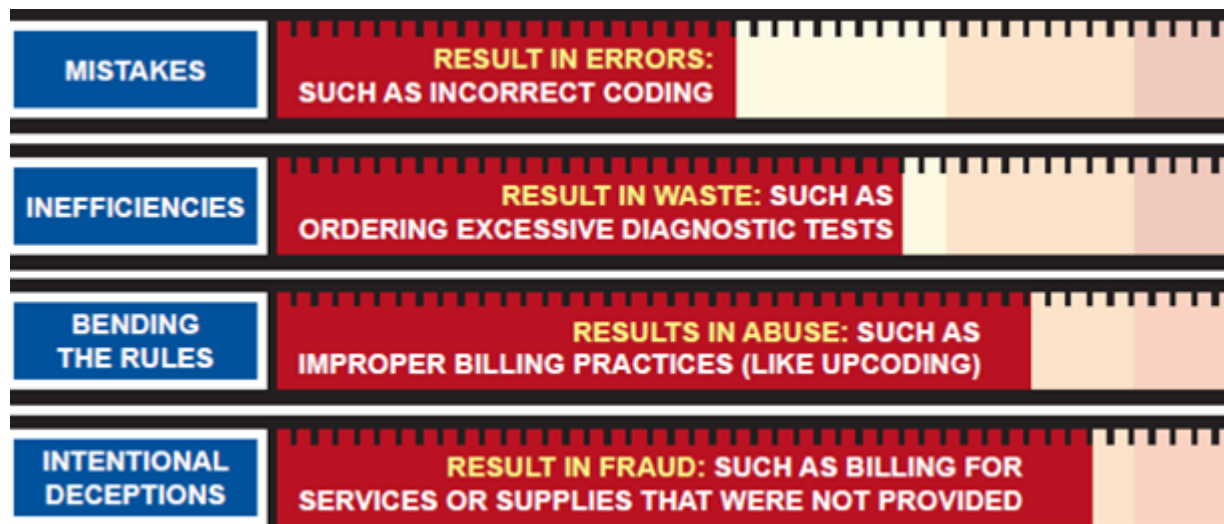 MISTAKES
RESULT IN ERRORS:
SUCH AS INCORRECT CODING
INEFFICIENCIES
RESULT IN WASTE: SUCH AS
ORDERING EXCESSIVE DIAGNOSTIC TESTS
BENDING
THE RULES
RESULTS IN ABUSE: SUCH AS
IMPROPER BILLING PRACTICES (LIKE UPCODING)
INTENTIONAL
DECEPTIONS
RESULT IN FRAUD: SUCH AS BILLING FOR
SERVICES OR SUPPLIES THAT WERE NOT PROVIDED